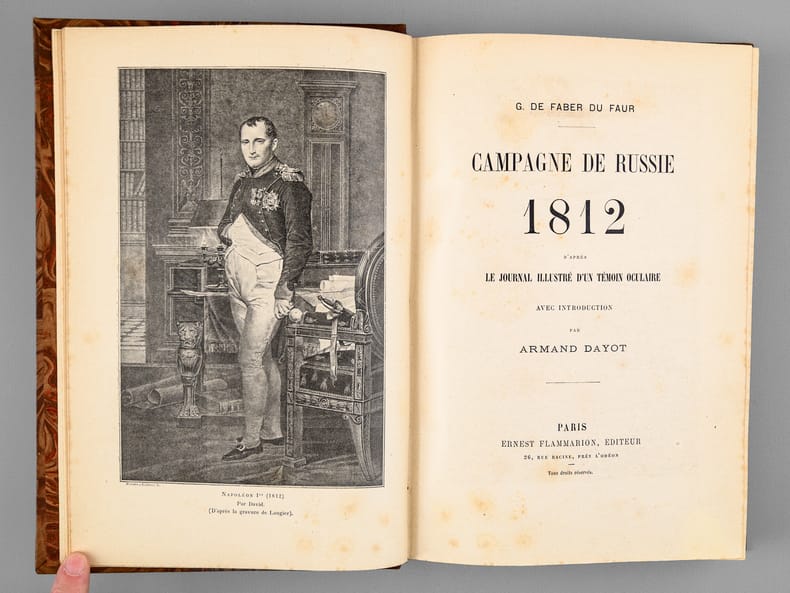 NAPOLÉON Iᵉʳ (1812)
Par David.
(D'après la gravure de Laugier).
G. DE FABER DU FAUR
CAMPAGNE DE RUSSIE
1812
D'APRÈS
LE JOURNAL ILLUSTRÉ D'UN TÉMOIN OCULAIRE
AVEC INTRODUCTION
PAR
ARMAND DAYOT
PARIS
ERNEST FLAMMARION, ÉDITEUR
26, RUE RACINE, PRÈS L'ODÉON
Tous droits réservés.